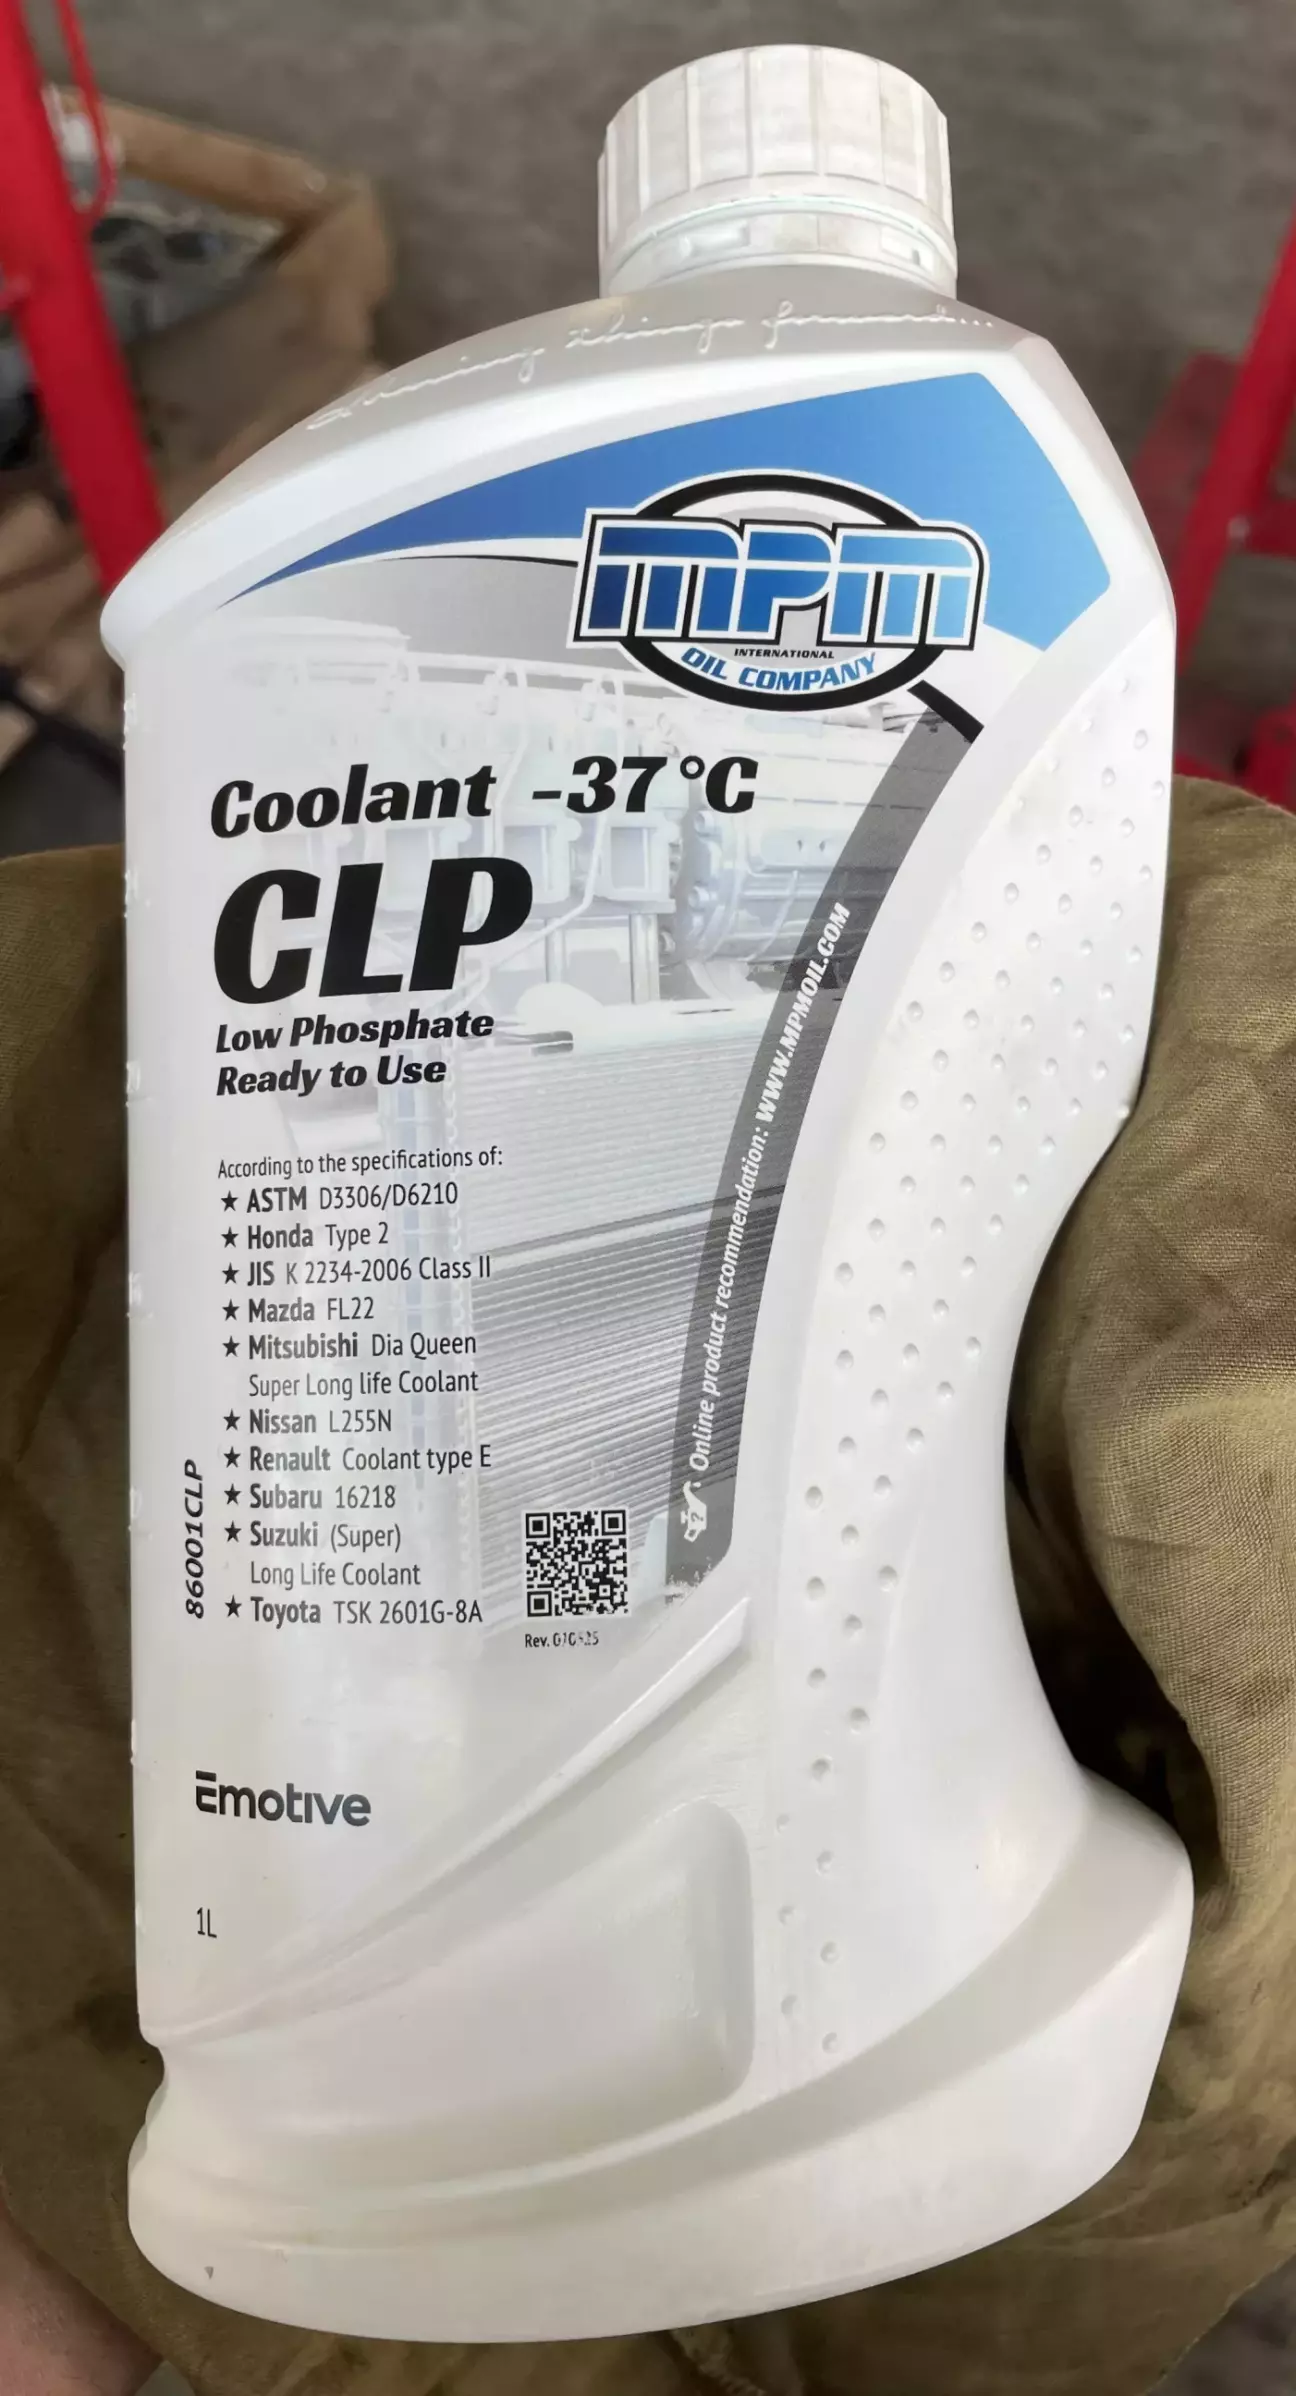 MPM
INTERNATIONAL
OIL COMPANY
Coolant -37°C
CLP
Low Phosphate
Ready to Use
According to the specifications of:
★ ASTM D3306/D6210
★ Honda Type 2
★ JIS K 2234-2006 Class II
★ Mazda FL22
★ Mitsubishi Dia Queen
Super Long life Coolant
★ Nissan L255N
★ Renault Coolant type E
★ Subaru 16218
★ Suzuki (Super)
Long Life Coolant
★ Toyota TSK 2601G-8A
86001CLP
Online product recommendation: WWW.MPMOIL.COM
Rev.
Emotive
1L